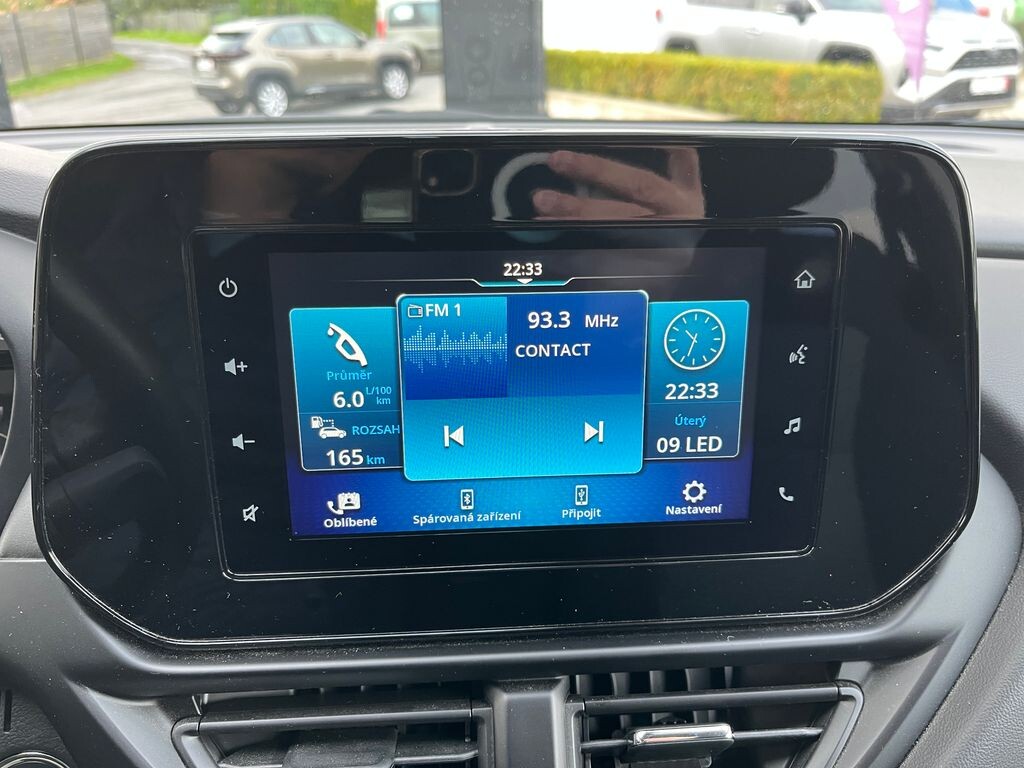 22:33
FM 1
93.3 MHz
CONTACT
Průměr
6.0 L/100 km
ROZSAH
165 km
22:33
Úterý
09 LED
Oblíbené
Spárovaná zařízení
Připojit
Nastavení